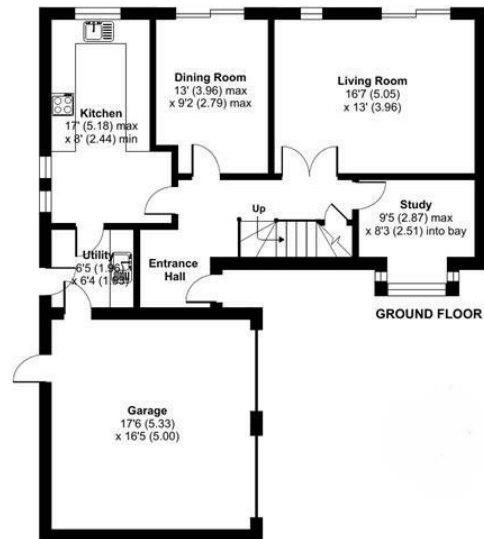 Dining Room
13' (3.96) max
x 9'2 (2.79) max
Living Room
16'7 (5.05)
x 13' (3.96)
Kitchen
17' (5.18) max
x 8' (2.44) min
Up
Study
9'5 (2.87) max
x 8'3 (2.51) into bay
Utility
6'5 (1.96)
x 6'4 (1.93)
Entrance
Hall
GROUND FLOOR
Garage
17'6 (5.33)
x 16'5 (5.00)